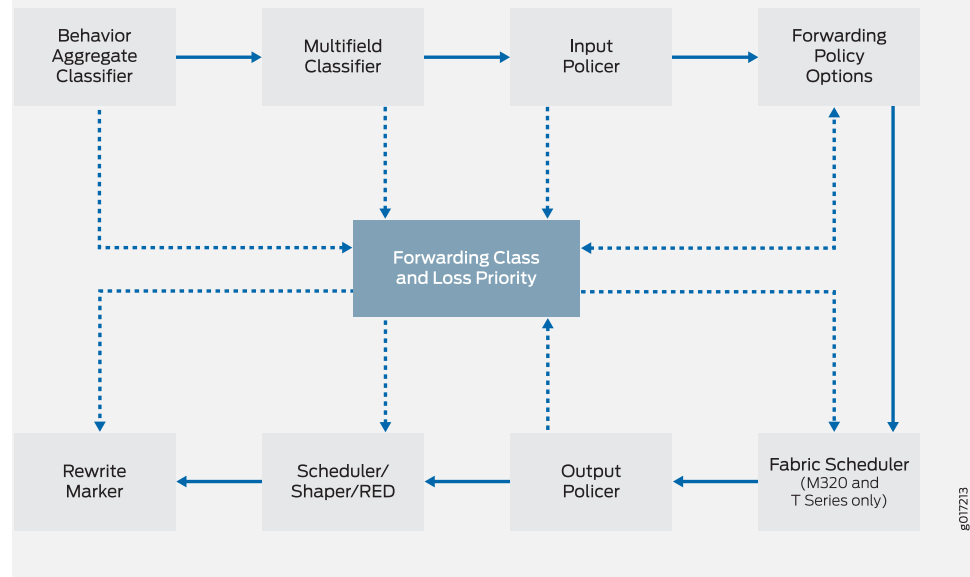 Behavior
Aggregate
Classifier
Multifield
Classifier
Input
Policer
Forwarding
Policy
Options
Forwarding Class
and Loss Priority
Rewrite
Marker
Scheduler/
Shaper/RED
Output
Policer
Fabric Scheduler
(M320 and
T Series only)
g017213